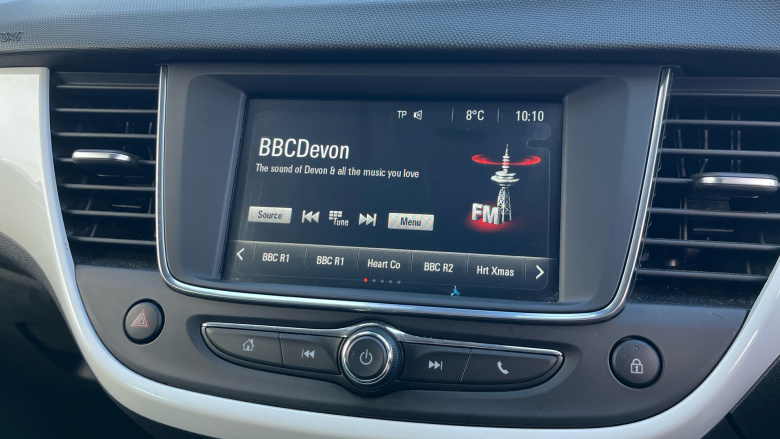 TP 8°C 10:10
BBCDevon
The sound of Devon & all the music you love
FM
Source Tune Menu
BBC R1 BBC R1 Heart Co BBC R2 Hrt Xmas